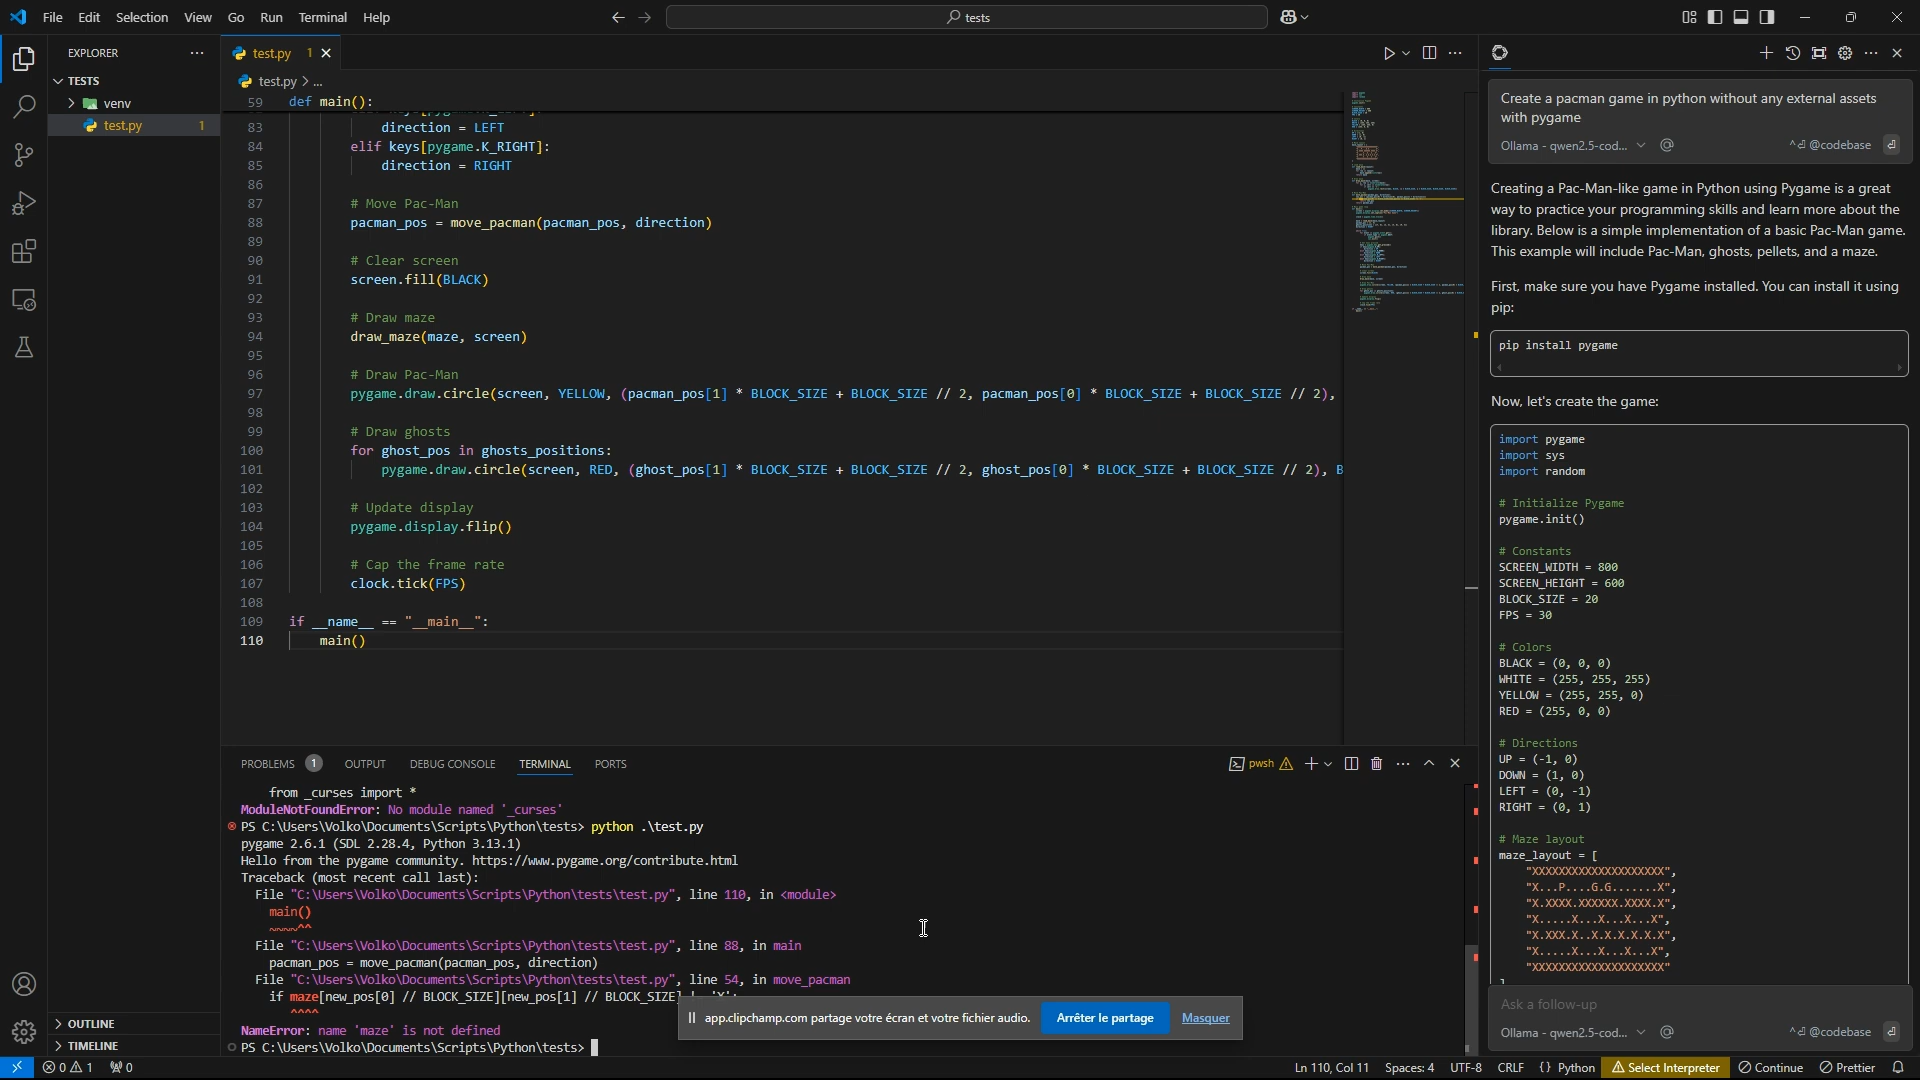 File Edit Selection View Go Run Terminal Help
tests
EXPLORER
TESTS
venv
test.py 1
test.py 1
test.py > ...
59 def main():
83 direction = LEFT
84 elif keys[pygame.K_RIGHT]:
85 direction = RIGHT
86
87 # Move Pac-Man
88 pacman_pos = move_pacman(pacman_pos, direction)
89
90 # Clear screen
91 screen.fill(BLACK)
92
93 # Draw maze
94 draw_maze(maze, screen)
95
96 # Draw Pac-Man
97 pygame.draw.circle(screen, YELLOW, (pacman_pos[1] * BLOCK_SIZE + BLOCK_SIZE // 2, pacman_pos[0] * BLOCK_SIZE + BLOCK_SIZE // 2),
98
99 # Draw ghosts
100 for ghost_pos in ghosts_positions:
101 pygame.draw.circle(screen, RED, (ghost_pos[1] * BLOCK_SIZE + BLOCK_SIZE // 2, ghost_pos[0] * BLOCK_SIZE + BLOCK_SIZE // 2), B
102
103 # Update display
104 pygame.display.flip()
105
106 # Cap the frame rate
107 clock.tick(FPS)
108
109 if __name__ == "__main__":
110 main()
PROBLEMS 1 OUTPUT DEBUG CONSOLE TERMINAL PORTS
pwsh
from _curses import *
ModuleNotFoundError: No module named '_curses'
PS C:\Users\Volko\Documents\Scripts\Python\tests> python .\test.py
pygame 2.6.1 (SDL 2.28.4, Python 3.13.1)
Hello from the pygame community. https://www.pygame.org/contribute.html
Traceback (most recent call last):
File "C:\Users\Volko\Documents\Scripts\Python\tests\test.py", line 110, in <module>
main()
~~~~^^
File "C:\Users\Volko\Documents\Scripts\Python\tests\test.py", line 88, in main
pacman_pos = move_pacman(pacman_pos, direction)
File "C:\Users\Volko\Documents\Scripts\Python\tests\test.py", line 54, in move_pacman
if maze[new_pos[0] // BLOCK_SIZE][new_pos[1] // BLOCK_SIZE]
^^^^
NameError: name 'maze' is not defined
PS C:\Users\Volko\Documents\Scripts\Python\tests>
app.clipchamp.com partage votre écran et votre fichier audio. Arrêter le partage Masquer
Create a pacman game in python without any external assets
with pygame
Ollama - qwen2.5-cod... @ ^⏎ @codebase ⏎
Creating a Pac-Man-like game in Python using Pygame is a great
way to practice your programming skills and learn more about the
library. Below is a simple implementation of a basic Pac-Man game.
This example will include Pac-Man, ghosts, pellets, and a maze.
First, make sure you have Pygame installed. You can install it using
pip:
pip install pygame
Now, let's create the game:
import pygame
import sys
import random
# Initialize Pygame
pygame.init()
# Constants
SCREEN_WIDTH = 800
SCREEN_HEIGHT = 600
BLOCK_SIZE = 20
FPS = 30
# Colors
BLACK = (0, 0, 0)
WHITE = (255, 255, 255)
YELLOW = (255, 255, 0)
RED = (255, 0, 0)
# Directions
UP = (-1, 0)
DOWN = (1, 0)
LEFT = (0, -1)
RIGHT = (0, 1)
# Maze layout
maze_layout = [
"XXXXXXXXXXXXXXXXXXXX",
"X...P....G.G.......X",
"X.XXXX.XXXXXX.XXXX.X",
"X.....X...X...X...X",
"X.XXX.X..X.X.X.X.X",
"X.....X...X...X...X",
"XXXXXXXXXXXXXXXXXXXX"
Ask a follow-up
Ollama - qwen2.5-cod... @ ^⏎ @codebase ⏎
OUTLINE
TIMELINE
0 1 0
Ln 110, Col 11 Spaces: 4 UTF-8 CRLF {} Python Select Interpreter Continue Prettier